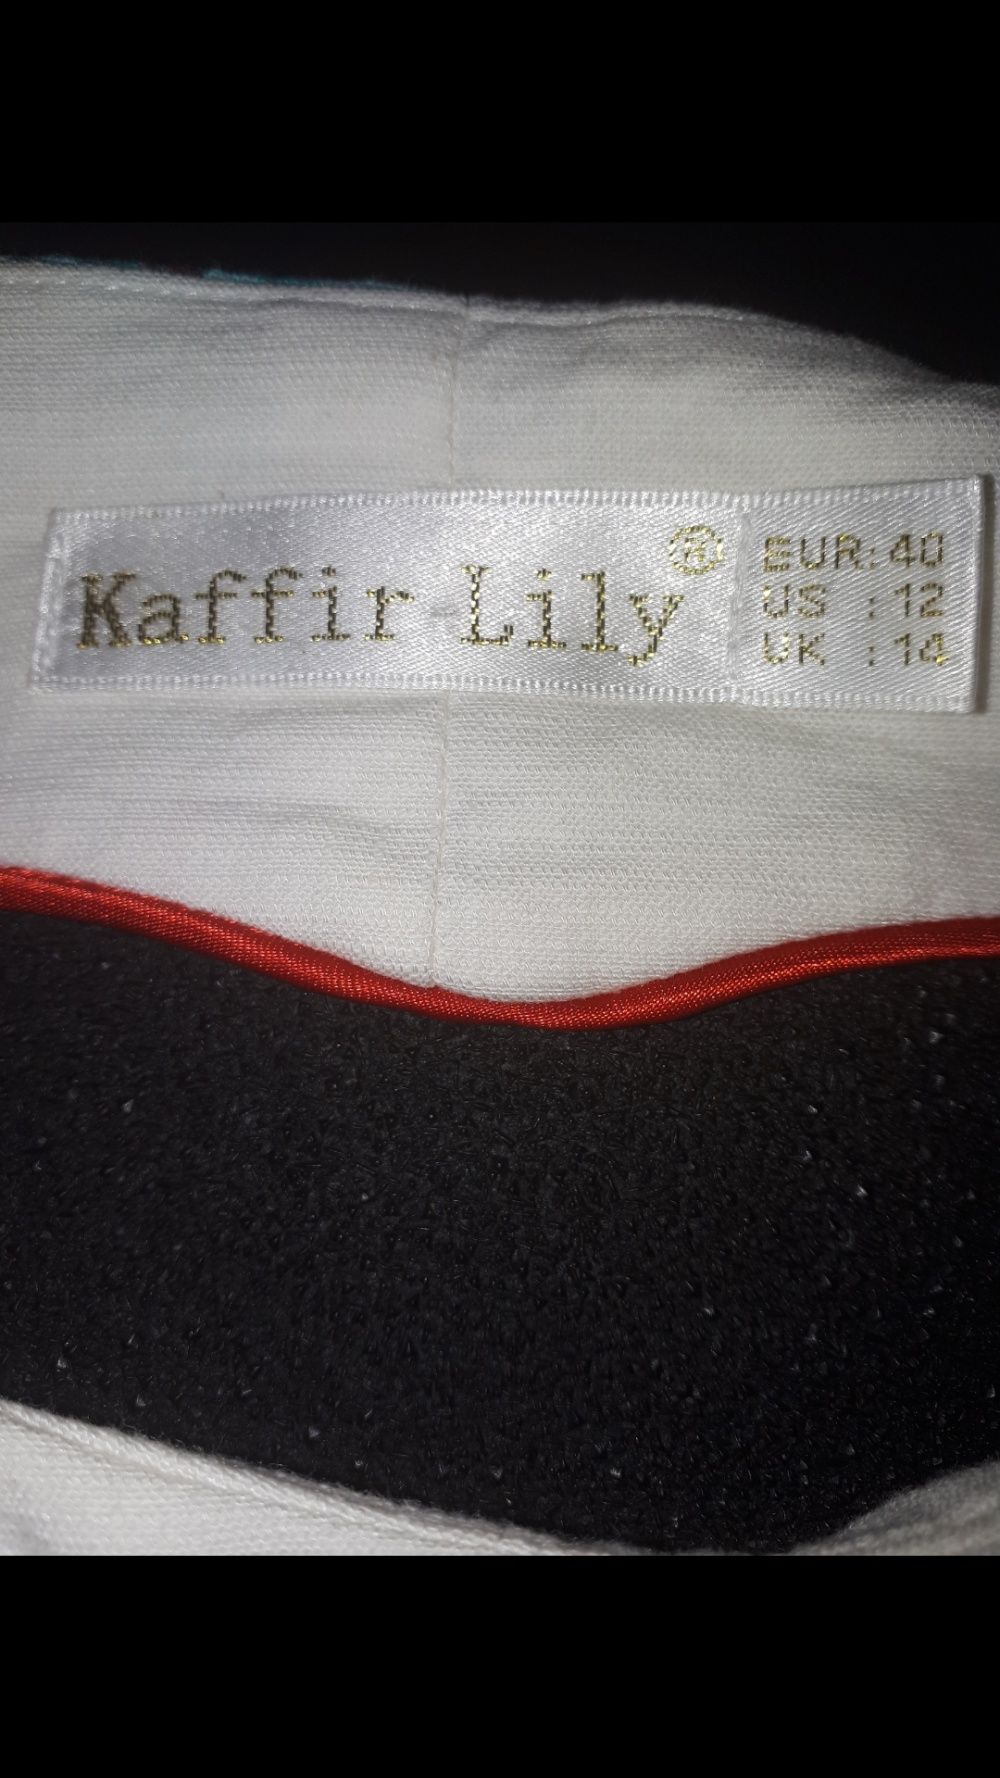 Kaffir Lily®
EUR:40
US :12
UK :14